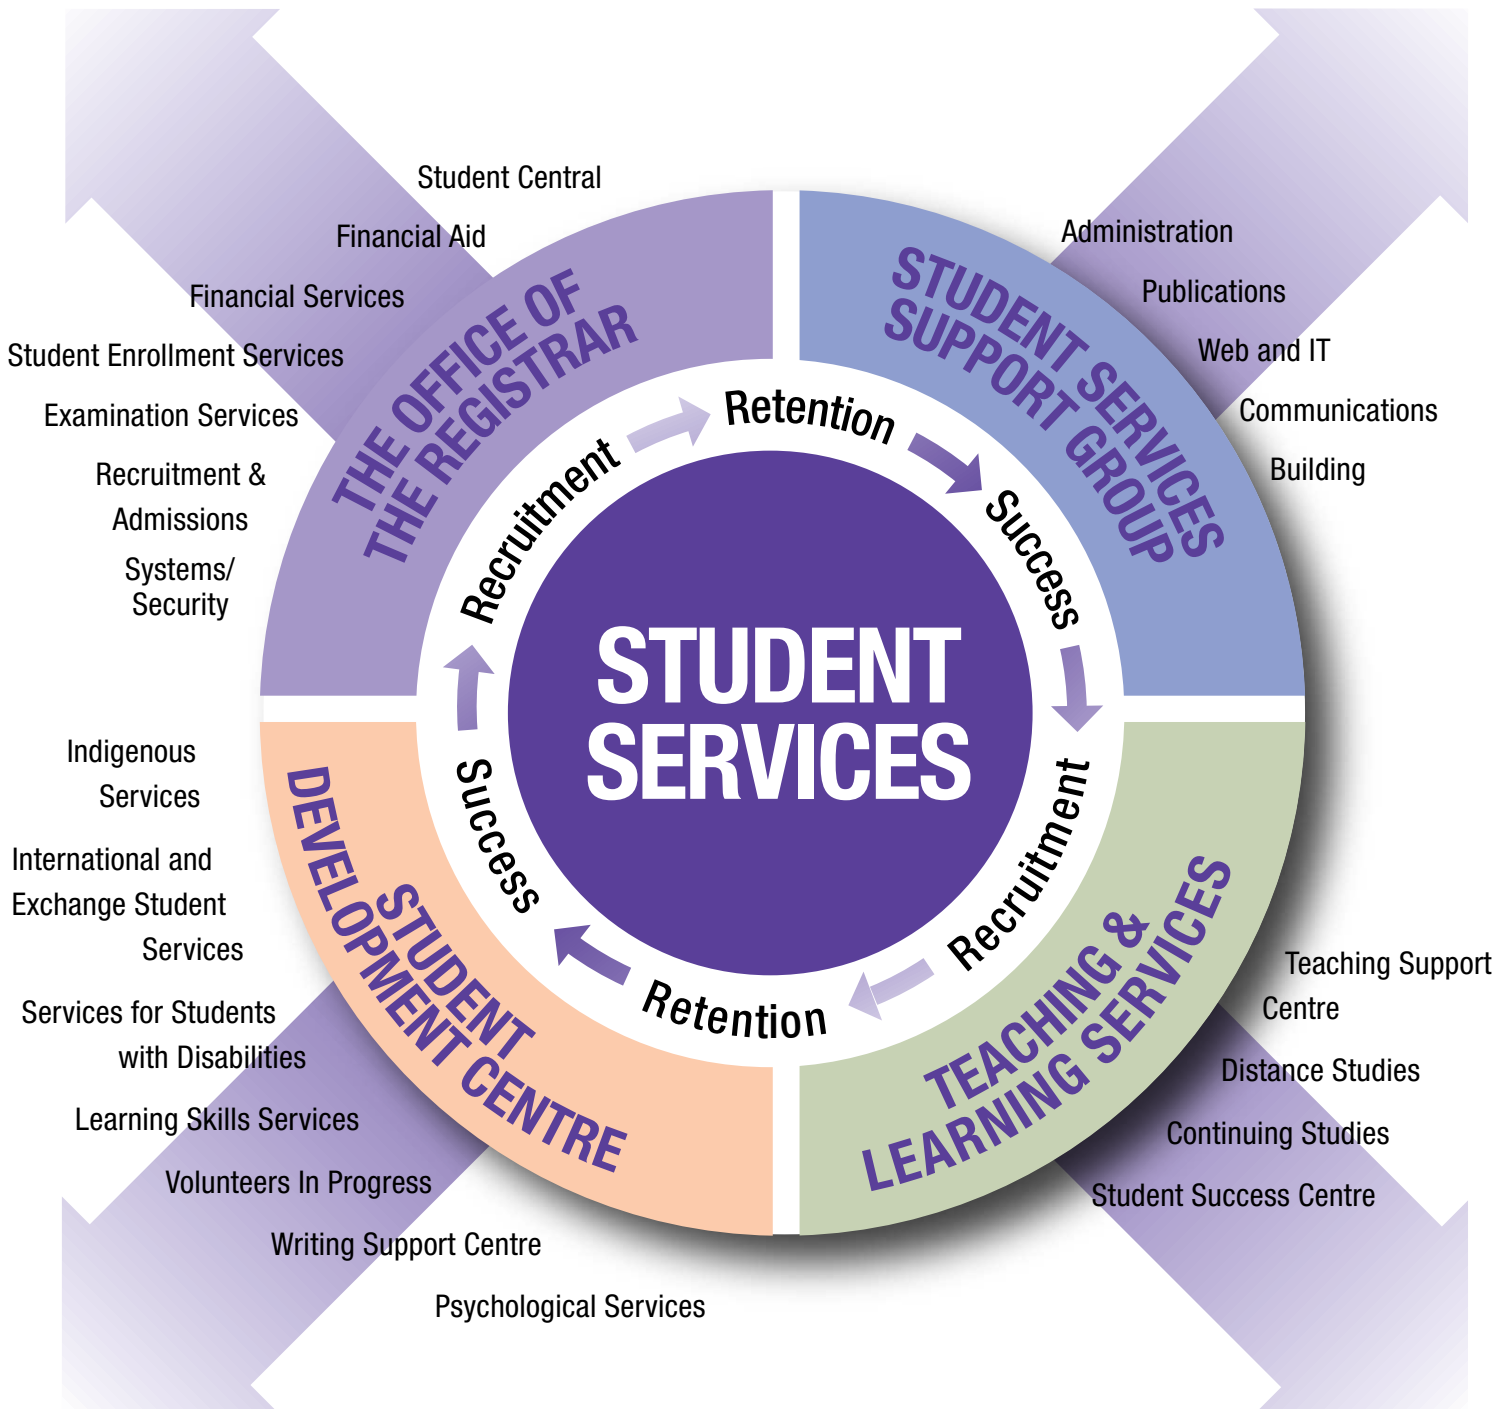 Student Central
Financial Aid
Financial Services
Student Enrollment Services
Examination Services
Recruitment &
Admissions
Systems/
Security
THE OFFICE OF
THE REGISTRAR
STUDENT SERVICES
SUPPORT GROUP
Administration
Publications
Web and IT
Communications
Building
Recruitment
Retention
Success
STUDENT
SERVICES
Recruitment
Retention
Success
Indigenous
Services
International and
Exchange Student
Services
Services for Students
with Disabilities
Learning Skills Services
Volunteers In Progress
Writing Support Centre
Psychological Services
STUDENT
DEVELOPMENT CENTRE
TEACHING &
LEARNING SERVICES
Teaching Support
Centre
Distance Studies
Continuing Studies
Student Success Centre